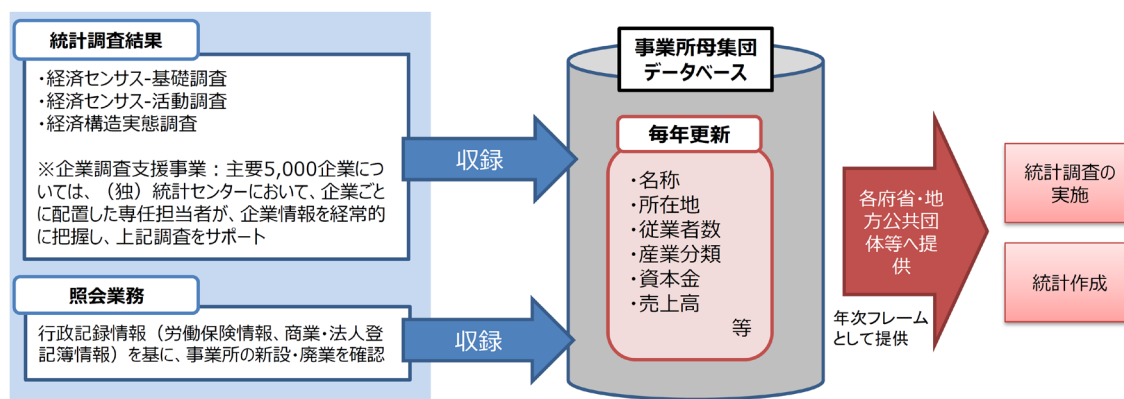 統計調査結果
・経済センサス-基礎調査
・経済センサス-活動調査
・経済構造実態調査
※企業調査支援事業：主要5,000企業につ
いては、（独）統計センターにおいて、企業ごと
に配置した専任担当者が、企業情報を経常的
に把握し、上記調査をサポート
照会業務
行政記録情報（労働保険情報、商業・法人登
記簿情報）を基に、事業所の新設・廃業を確認
収録
収録
事業所母集団
データベース
毎年更新
・名称
・所在地
・従業者数
・産業分類
・資本金
・売上高
等
各府省・地
方公共団
体等へ提
供
年次フレーム
として提供
統計調査の
実施
統計作成